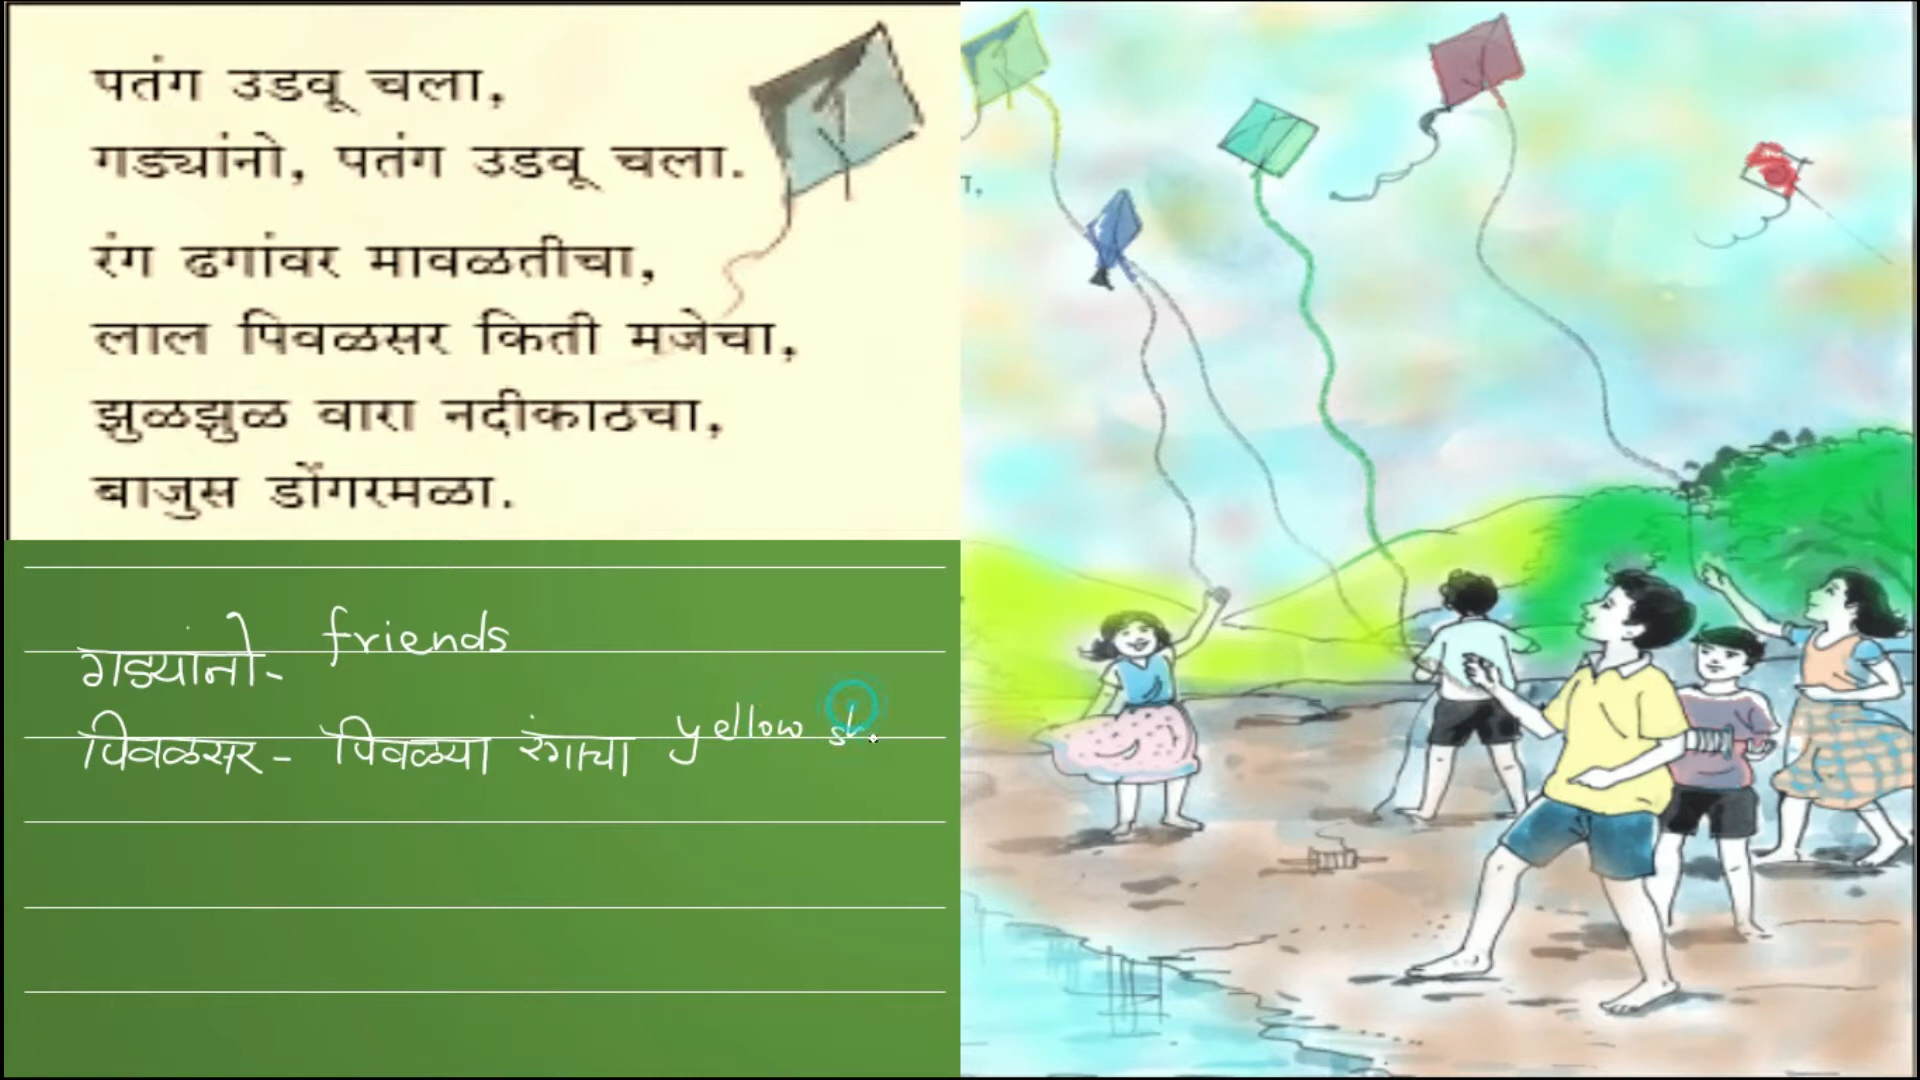 पतंग उडवू चला,
गड्यांनो, पतंग उडवू चला.
रंग ढगांवर मावळतीचा,
लाल पिवळसर किती मजेचा,
झुळझुळ वारा नदीकाठचा,
बाजुस डोंगरमळा.
गड्यांनो- friends
पिवळसर - पिवळ्या रंगाचा yellow